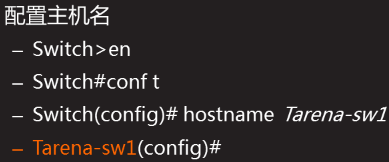 配置主机名
– Switch>en
– Switch#conf t
– Switch(config)# hostname Tarena-sw1
– Tarena-sw1(config)#